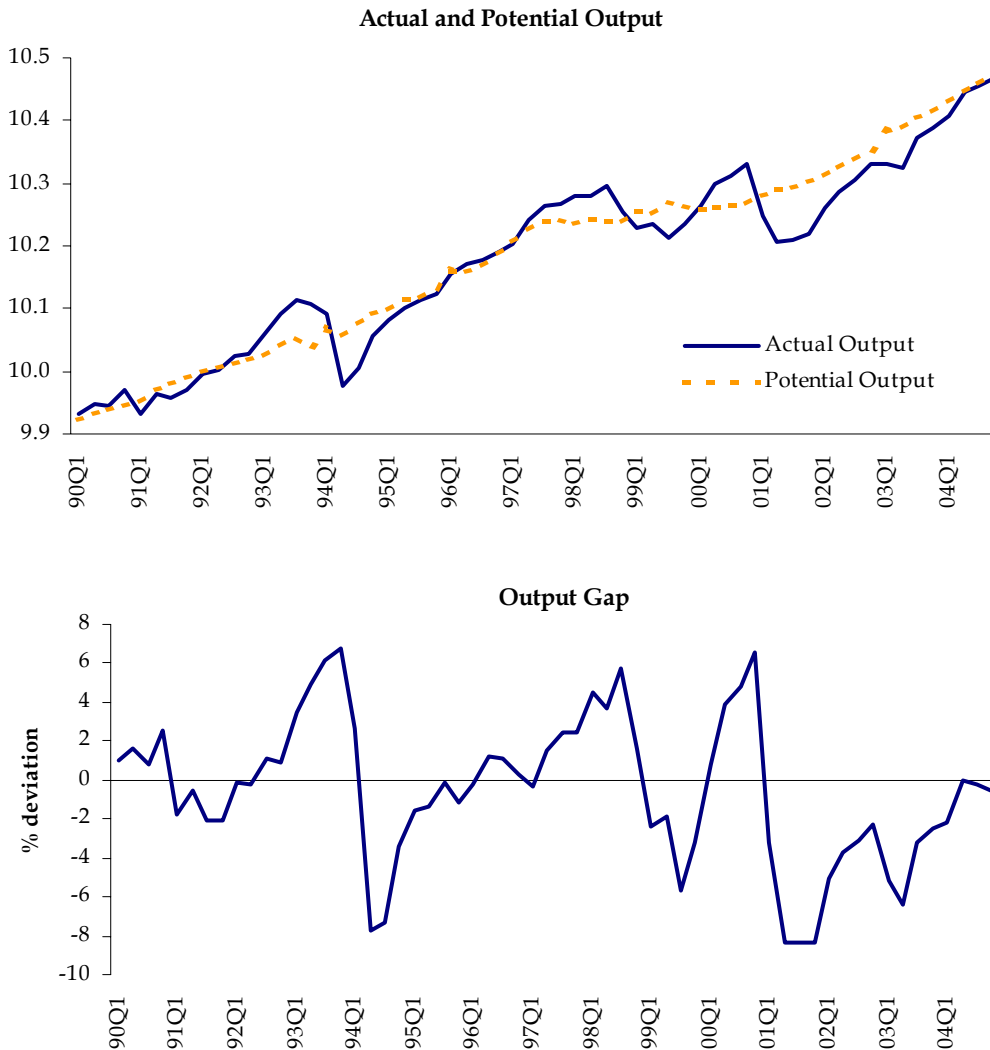 Actual and Potential Output
10.5
10.4
10.3
10.2
10.1
10.0
9.9
Actual Output
Potential Output
90Q1
91Q1
92Q1
93Q1
94Q1
95Q1
96Q1
97Q1
98Q1
99Q1
00Q1
01Q1
02Q1
03Q1
04Q1
Output Gap
% deviation
8
6
4
2
0
-2
-4
-6
-8
-10
90Q1
91Q1
92Q1
93Q1
94Q1
95Q1
96Q1
97Q1
98Q1
99Q1
00Q1
01Q1
02Q1
03Q1
04Q1